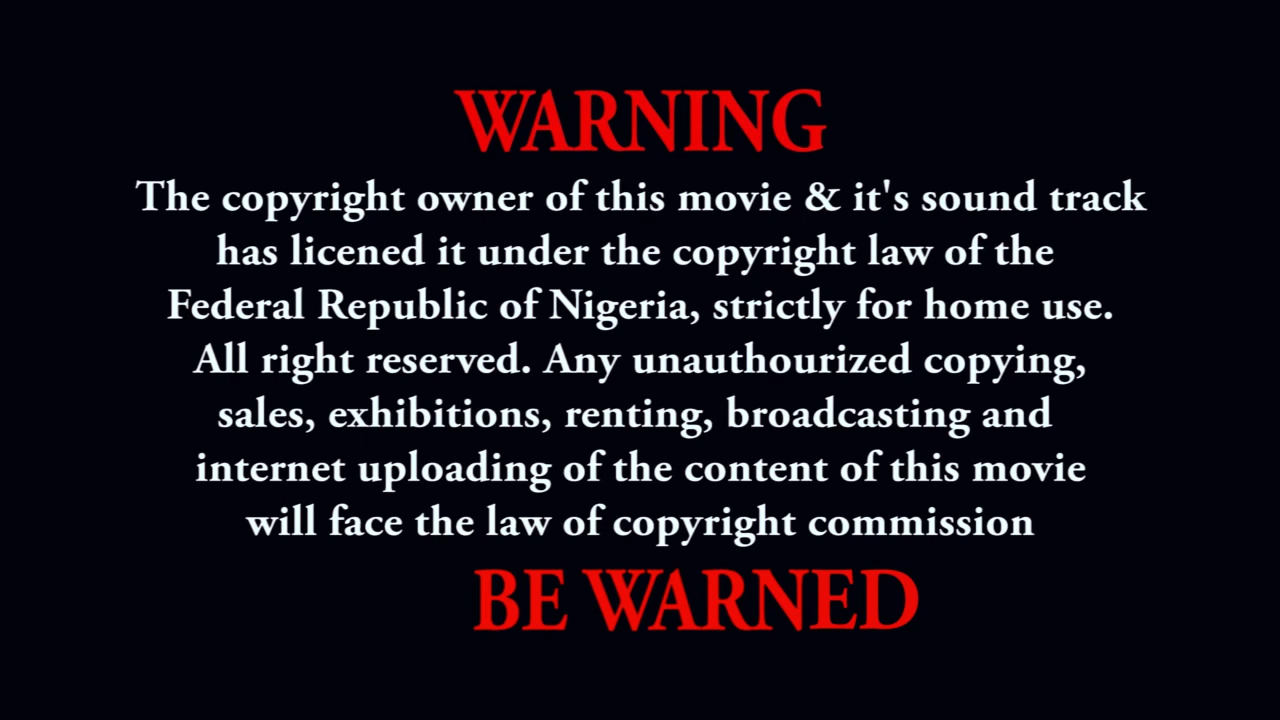 WARNING
The copyright owner of this movie & it's sound track
has licened it under the copyright law of the
Federal Republic of Nigeria, strictly for home use.
All right reserved. Any unauthourized copying,
sales, exhibitions, renting, broadcasting and
internet uploading of the content of this movie
will face the law of copyright commission
BE WARNED